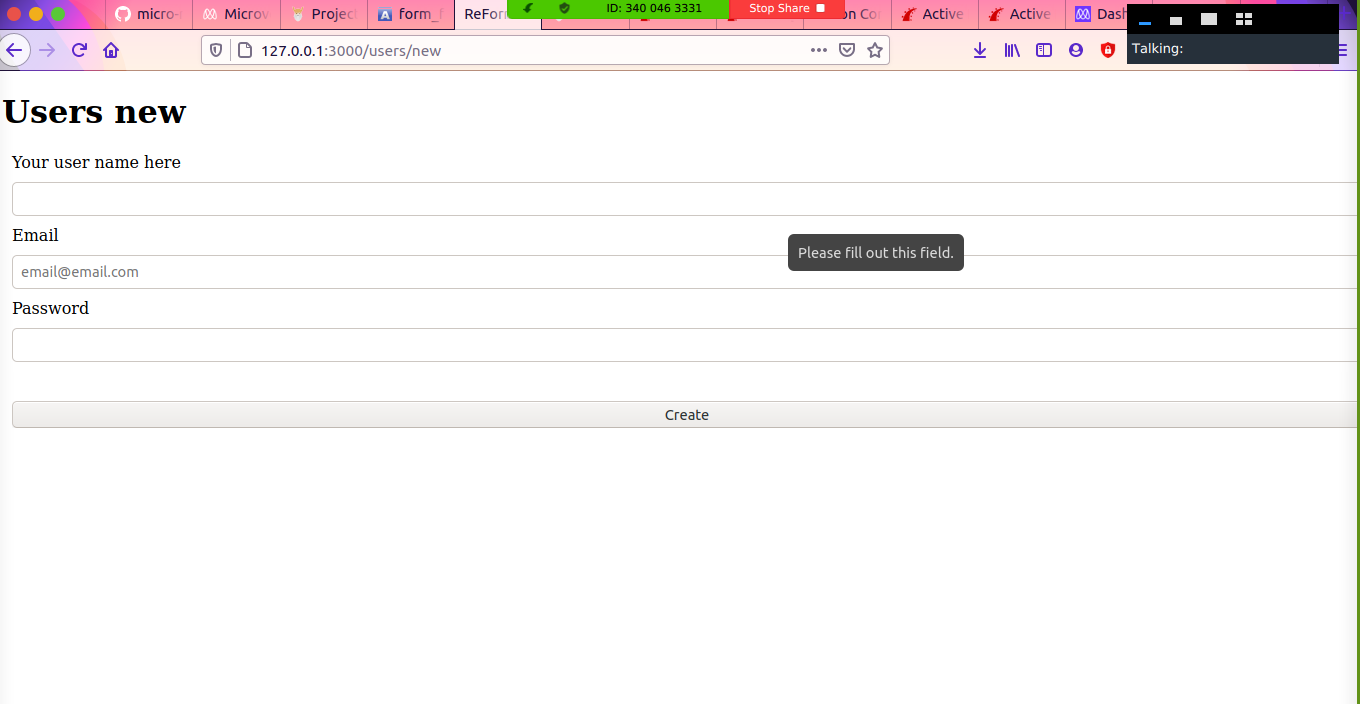 micro- Microv Project form_f ReForm ID: 340 046 3331 Stop Share on Co Active Active Dash
127.0.0.1:3000/users/new
Talking:
Users new
Your user name here
Email
Please fill out this field.
email@email.com
Password
Create